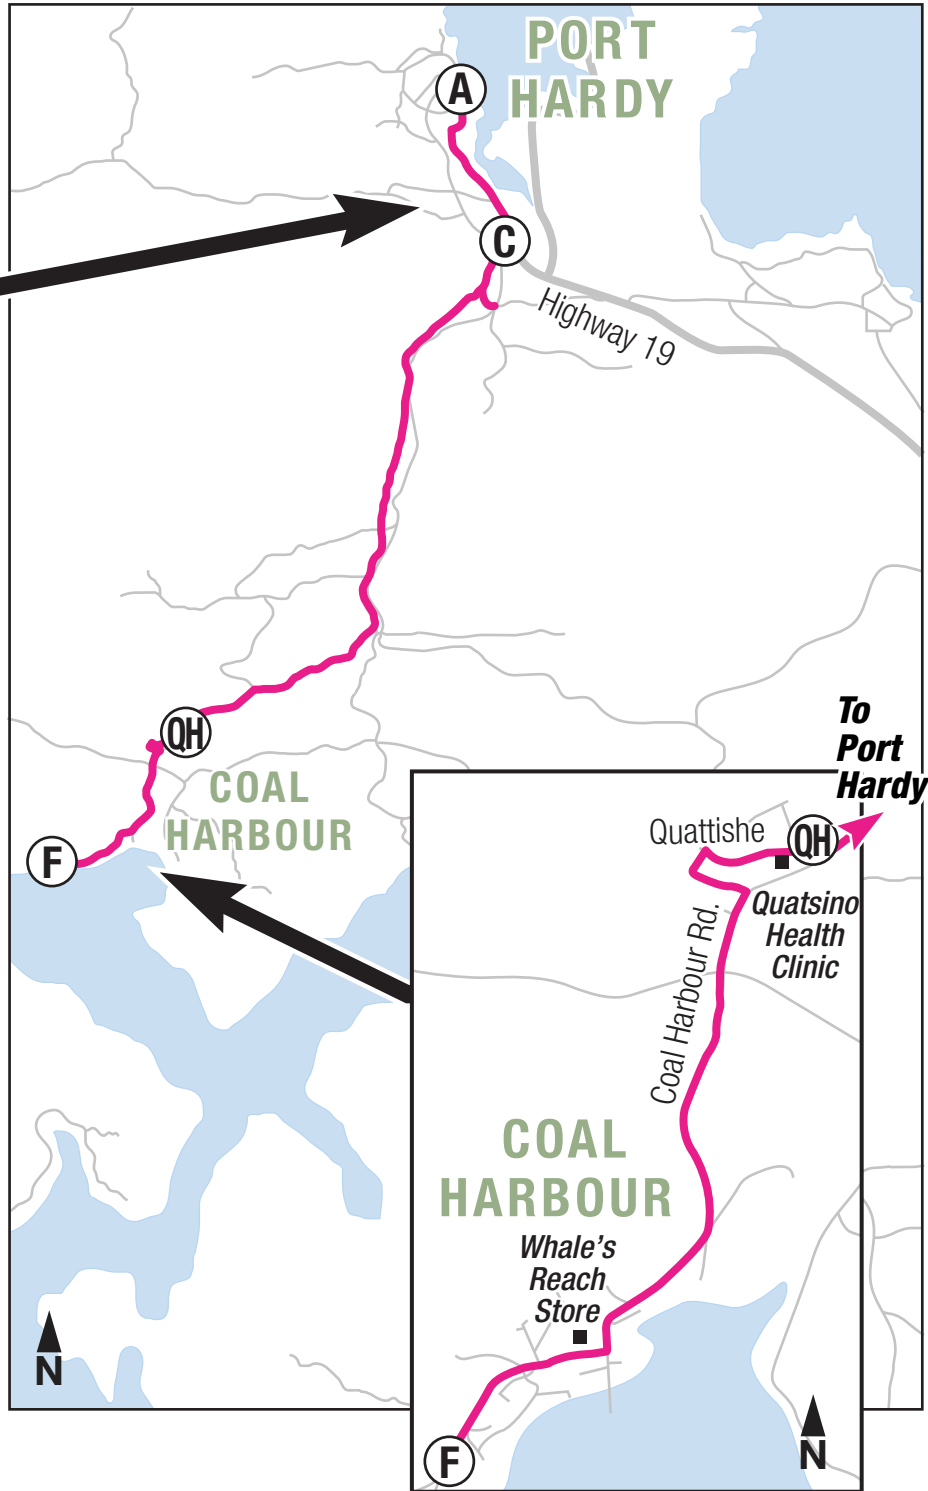 PORT
HARDY
A
C
Highway 19
QH
COAL
HARBOUR
F
N
To
Port
Hardy
Quattishe
QH
Quatsino
Health
Clinic
Coal Harbour Rd.
COAL
HARBOUR
Whale's
Reach
Store
F
N